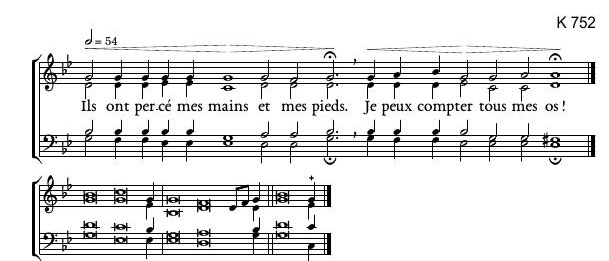 K 752
= 54
Ils ont per.cé mes mains et mes pieds. Je peux compter tous mes os !